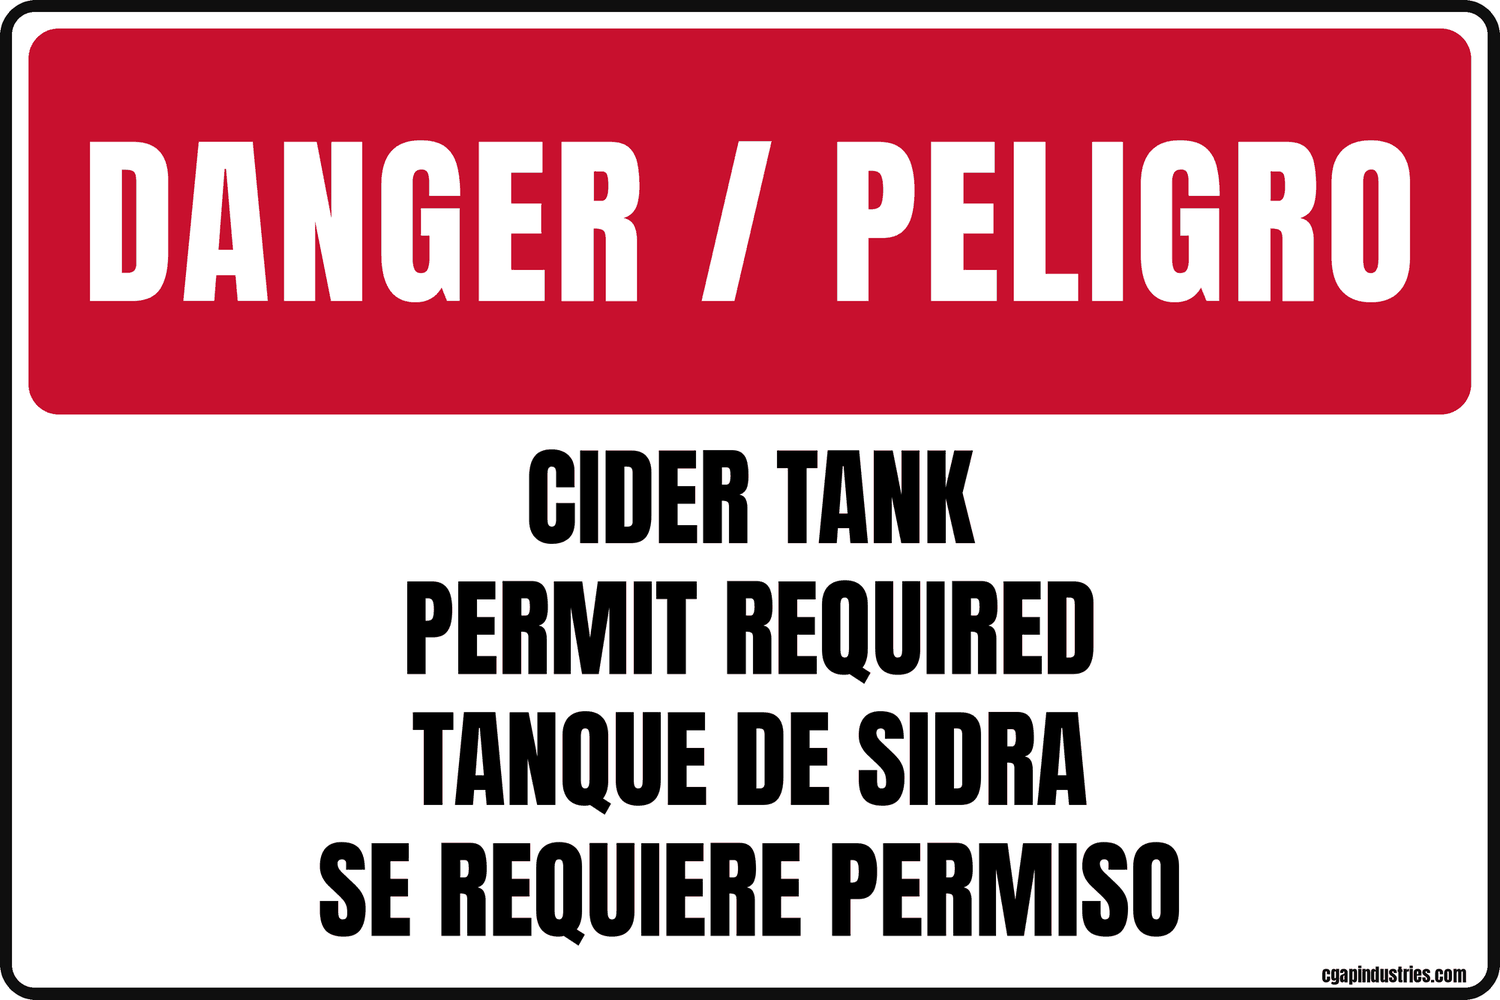 DANGER / PELIGRO
CIDER TANK
PERMIT REQUIRED
TANQUE DE SIDRA
SE REQUIERE PERMISO
cgapindustries.com